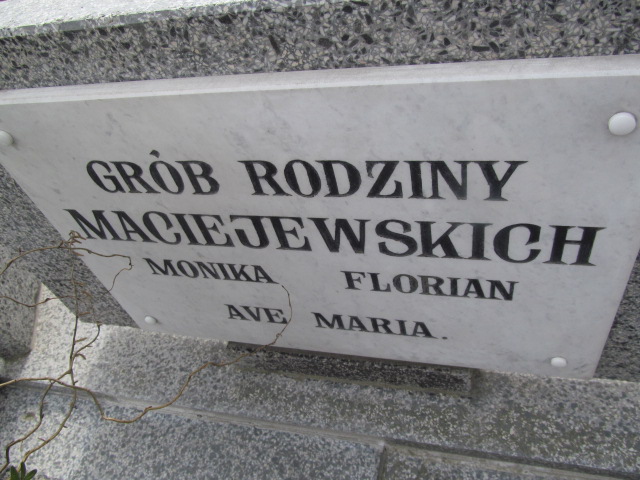 GRÓB RODZINY
MACIEJEWSKICH
MONIKA FLORIAN
AVE MARIA.